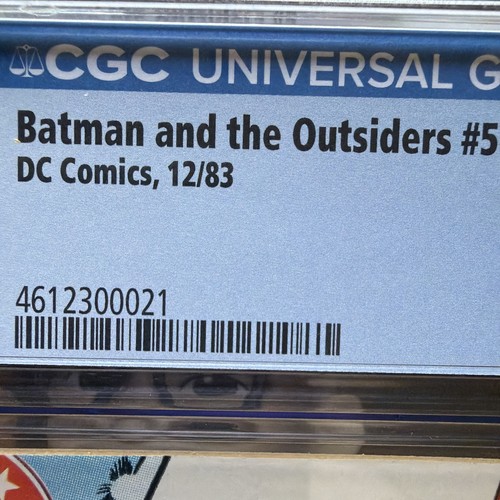 CGC UNIVERSAL G
Batman and the Outsiders #5
DC Comics, 12/83
4612300021